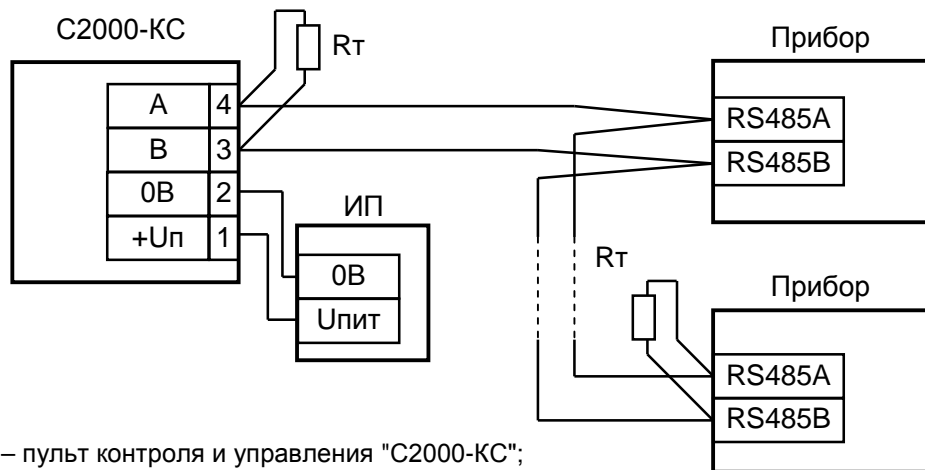 С2000-КС
Rт
Прибор
A 4
B 3
0В 2
+Uп 1
RS485A
RS485B
ИП
0В
Uпит
Rт
Прибор
RS485A
RS485B
– пульт контроля и управления "С2000-КС";